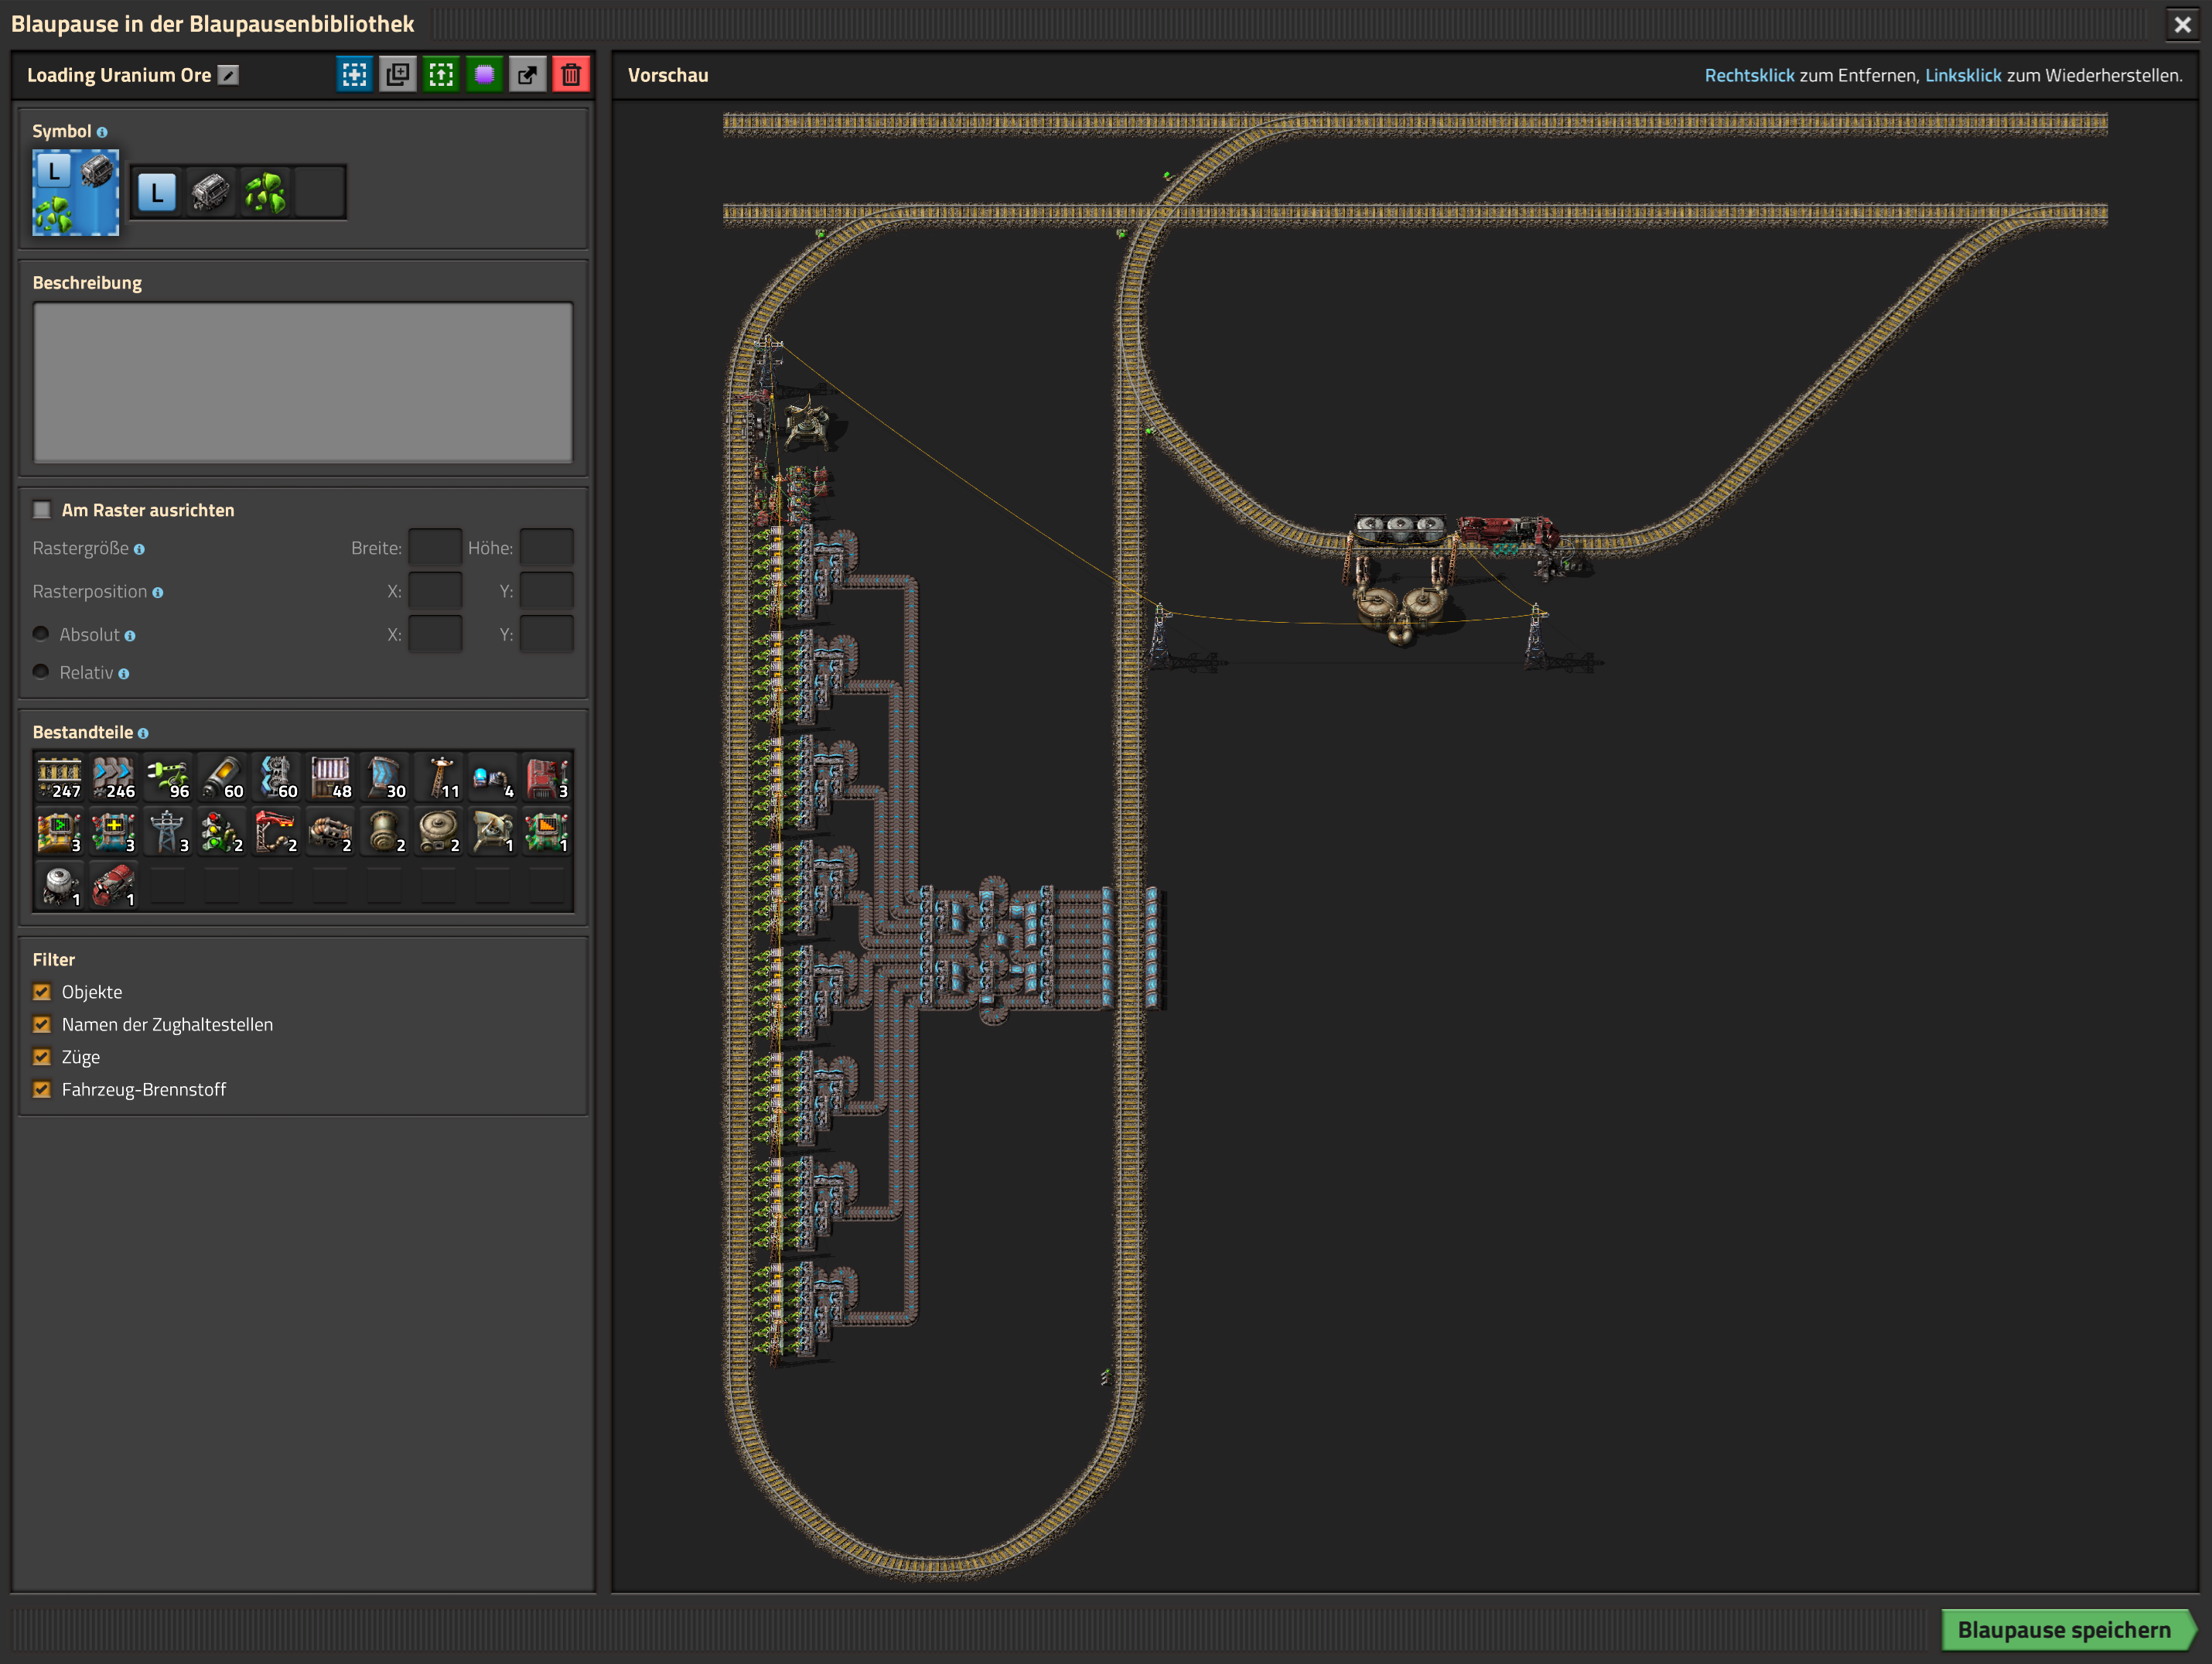 Blaupause in der Blaupausenbibliothek
Loading Uranium Ore
Vorschau
Rechtsklick zum Entfernen, Linksklick zum Wiederherstellen.
Symbol
L
L
Beschreibung
Am Raster ausrichten
Rastergröße Breite: Höhe:
Rasterposition X: Y:
Absolut X: Y:
Relativ
Bestandteile
247 246 96 60 60 48 30 11 4 3
3 3 3 2 2 2 2 2 1 1
1 1
Filter
Objekte
Namen der Zughaltestellen
Züge
Fahrzeug-Brennstoff
Blaupause speichern